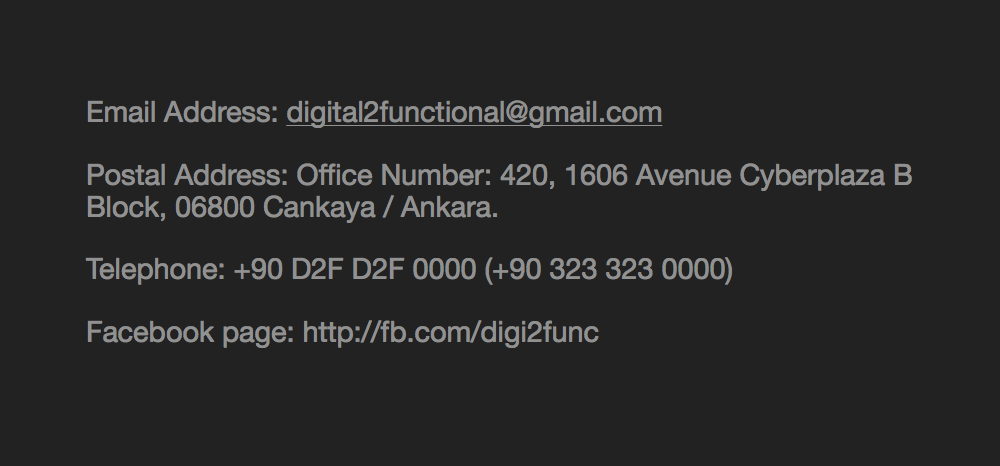 Email Address: digital2functional@gmail.com
Postal Address: Office Number: 420, 1606 Avenue Cyberplaza B
Block, 06800 Cankaya / Ankara.
Telephone: +90 D2F D2F 0000 (+90 323 323 0000)
Facebook page: http://fb.com/digi2func